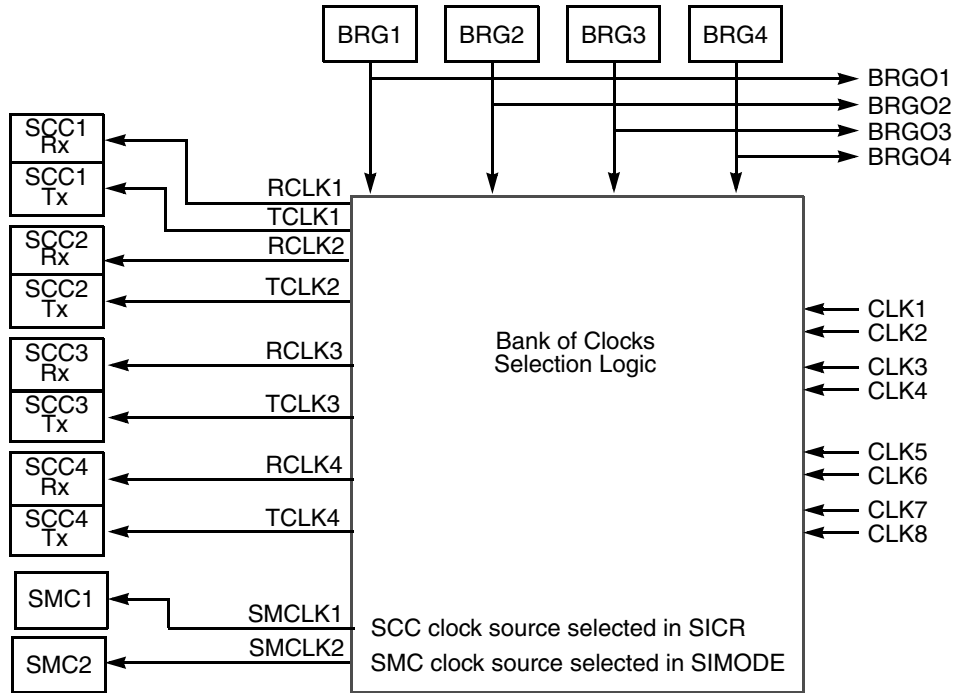 BRG1
BRG2
BRG3
BRG4
BRGO1
BRGO2
BRGO3
BRGO4
SCC1
Rx
SCC1
Tx
SCC2
Rx
SCC2
Tx
SCC3
Rx
SCC3
Tx
SCC4
Rx
SCC4
Tx
SMC1
SMC2
RCLK1
TCLK1
RCLK2
TCLK2
RCLK3
TCLK3
RCLK4
TCLK4
SMCLK1
SMCLK2
Bank of Clocks
Selection Logic
SCC clock source selected in SICR
SMC clock source selected in SIMODE
CLK1
CLK2
CLK3
CLK4
CLK5
CLK6
CLK7
CLK8